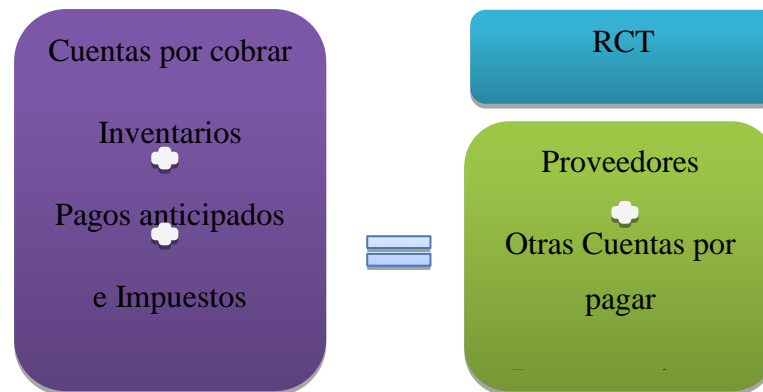 Cuentas por cobrar
Inventarios
Pagos anticipados
e Impuestos
RCT
Proveedores
Otras Cuentas por
pagar